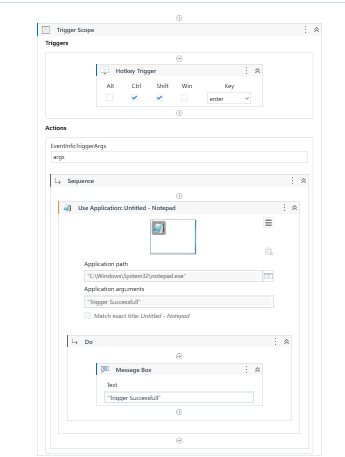 Trigger Scope
Triggers
Hotkey Trigger
Alt Ctrl Shift Win Key
enter
Actions
EventInfoTriggerArgs
args
Sequence
Use Application: Untitled - Notepad
Application path
"C:\Windows\System32\notepad.exe"
Application arguments
"Trigger Successfull"
Match exact title: Untitled - Notepad
Do
Message Box
Text
"Trigger Successfull"